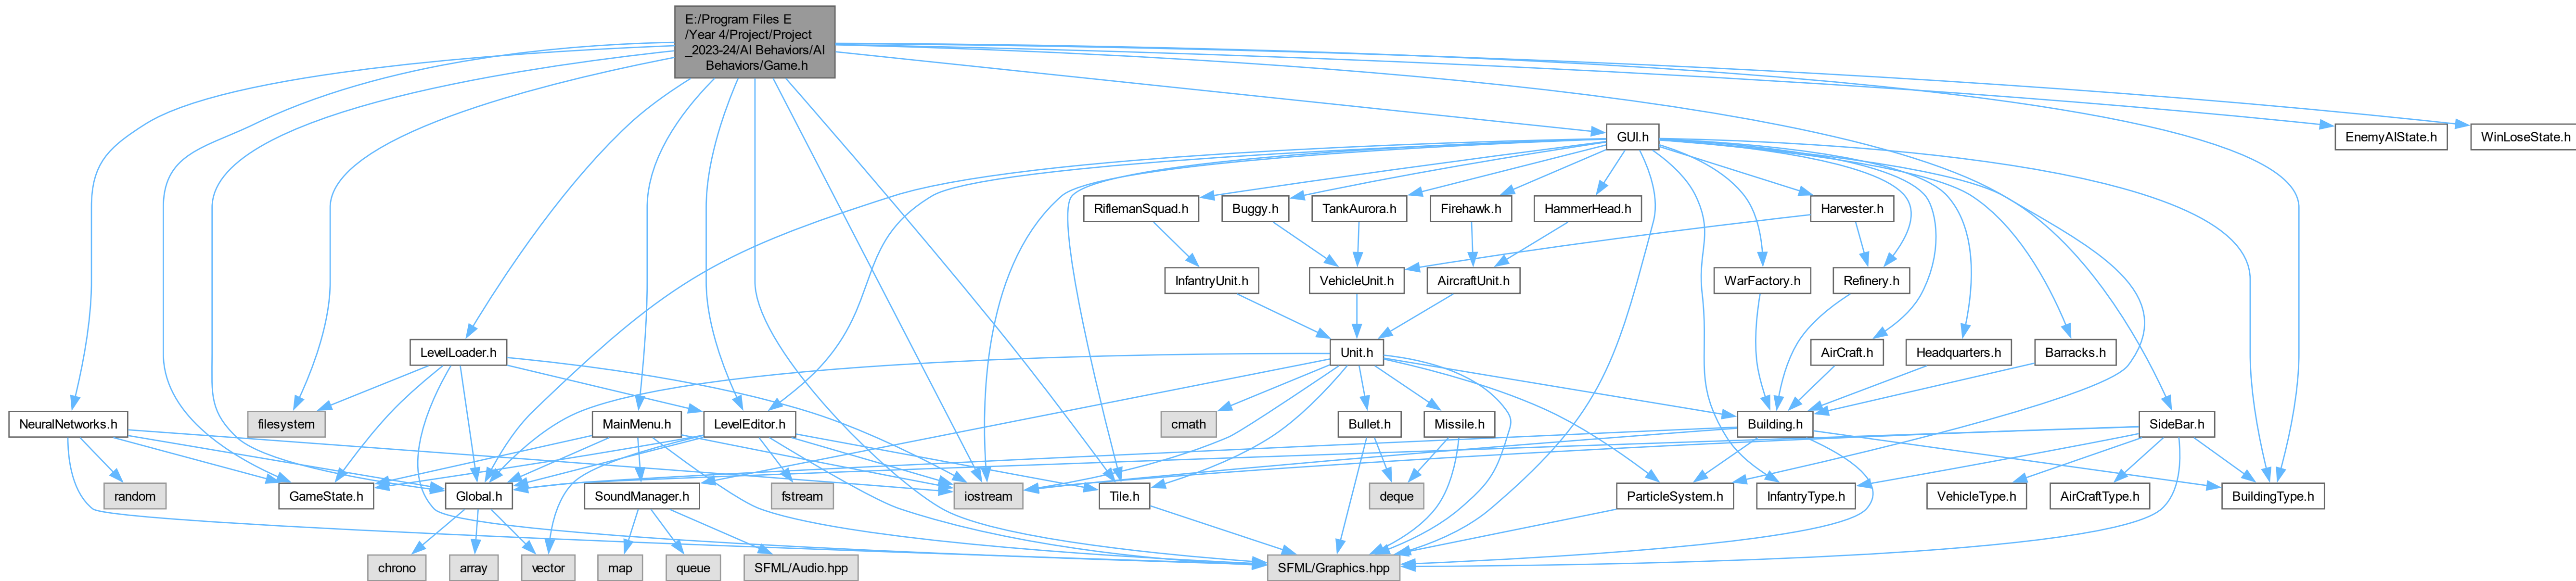 E:/Program Files E
/Year 4/Project/Project
_2023-24/AI Behaviors/AI
Behaviors/Game.h
GUI.h
EnemyAIState.h
WinLoseState.h
RiflemanSquad.h
Buggy.h
TankAurora.h
Firehawk.h
HammerHead.h
Harvester.h
InfantryUnit.h
VehicleUnit.h
AircraftUnit.h
WarFactory.h
Refinery.h
LevelLoader.h
Unit.h
AirCraft.h
Headquarters.h
Barracks.h
NeuralNetworks.h
filesystem
MainMenu.h
LevelEditor.h
cmath
Bullet.h
Missile.h
Building.h
SideBar.h
random
GameState.h
Global.h
SoundManager.h
fstream
iostream
Tile.h
deque
ParticleSystem.h
InfantryType.h
VehicleType.h
AirCraftType.h
BuildingType.h
chrono
array
vector
map
queue
SFML/Audio.hpp
SFML/Graphics.hpp